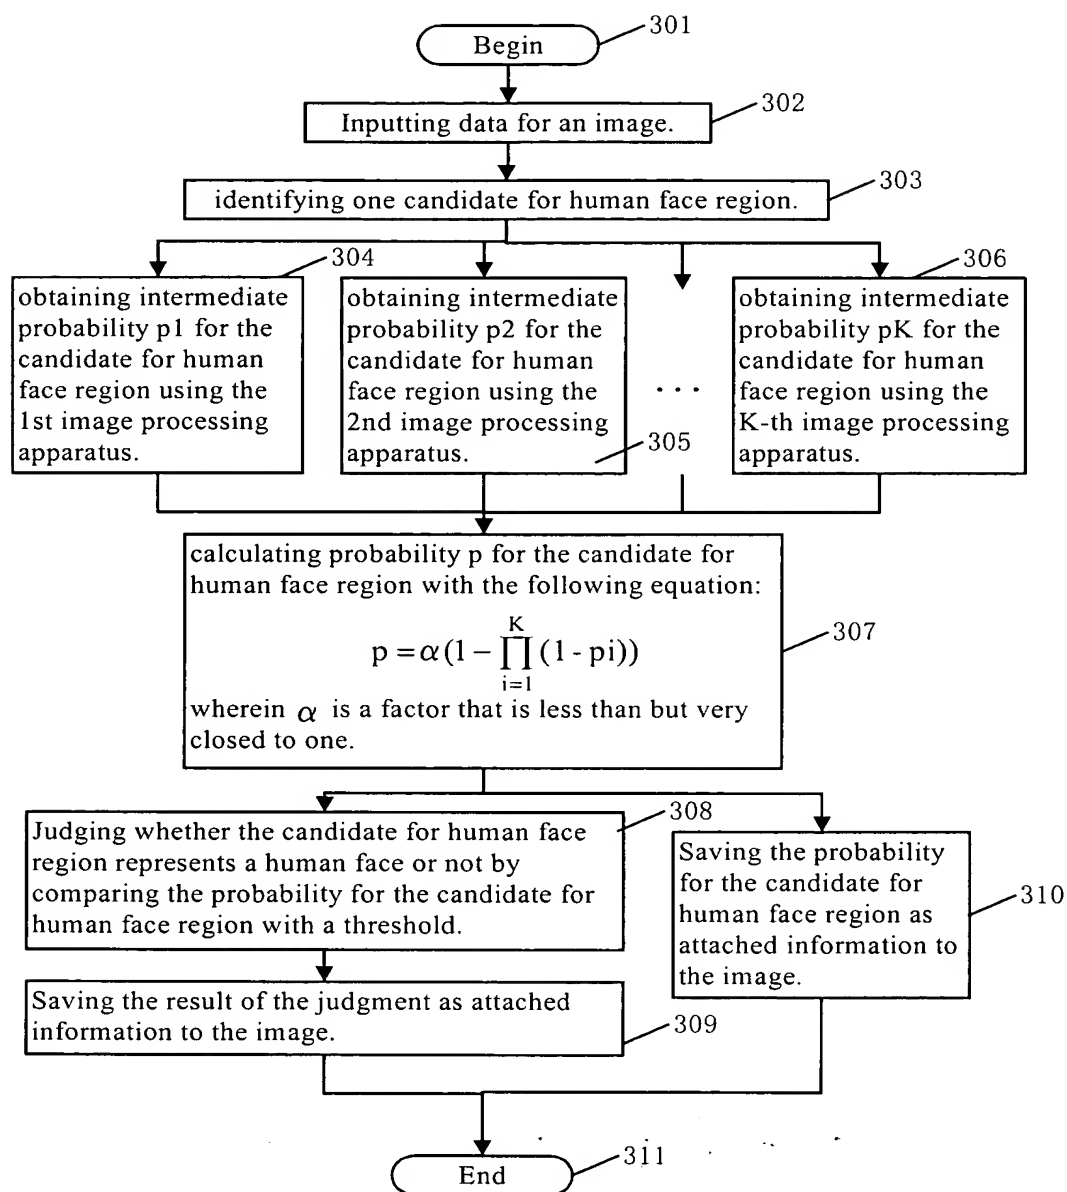 Begin
301
Inputting data for an image.
302
identifying one candidate for human face region.
303
304
obtaining intermediate
probability p1 for the
candidate for human
face region using the
1st image processing
apparatus.
obtaining intermediate
probability p2 for the
candidate for human
face region using the
2nd image processing
apparatus.
305
. . .
306
obtaining intermediate
probability pK for the
candidate for human
face region using the
K-th image processing
apparatus.
calculating probability p for the candidate for
human face region with the following equation:
p = α(1 − ∏_{i=1}^{K} (1 - pi))
wherein α is a factor that is less than but very
closed to one.
307
308
Judging whether the candidate for human face
region represents a human face or not by
comparing the probability for the candidate for
human face region with a threshold.
Saving the probability
for the candidate for
human face region as
attached information to
the image.
310
Saving the result of the judgment as attached
information to the image.
309
End
311